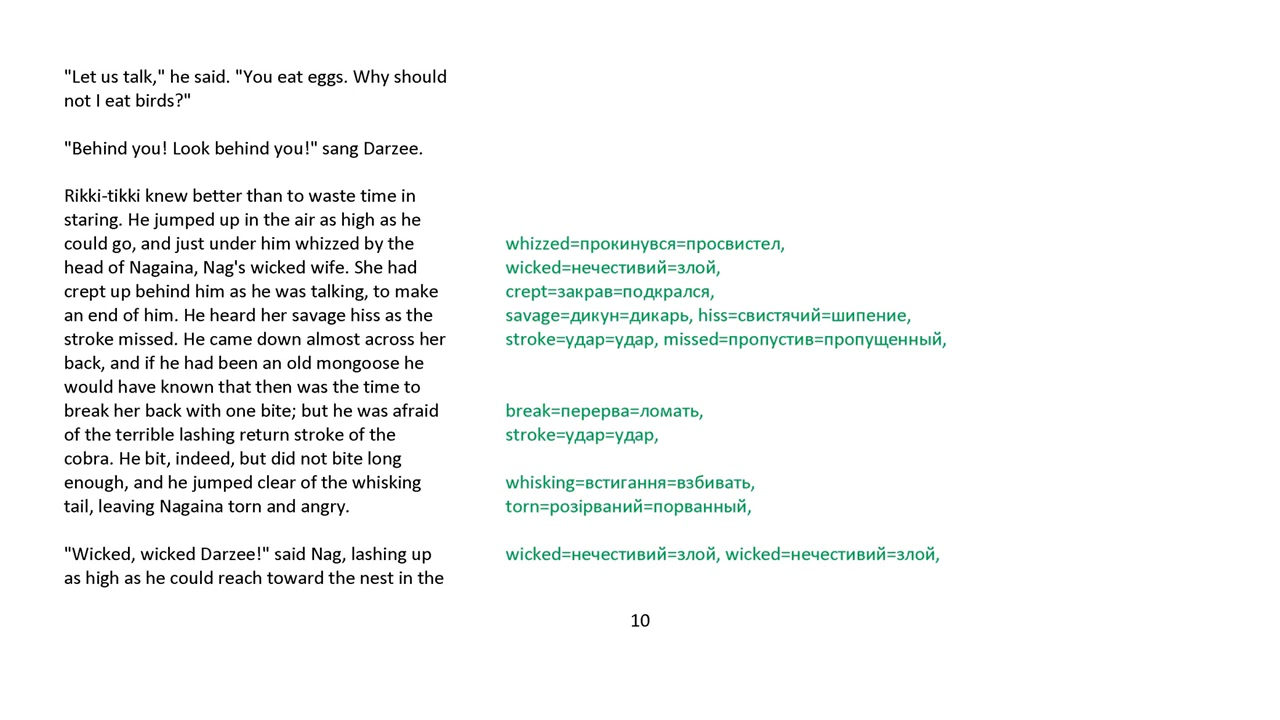 "Let us talk," he said. "You eat eggs. Why should
not I eat birds?"
"Behind you! Look behind you!" sang Darzee.
Rikki-tikki knew better than to waste time in
staring. He jumped up in the air as high as he
could go, and just under him whizzed by the
head of Nagaina, Nag's wicked wife. She had
crept up behind him as he was talking, to make
an end of him. He heard her savage hiss as the
stroke missed. He came down almost across her
back, and if he had been an old mongoose he
would have known that then was the time to
break her back with one bite; but he was afraid
of the terrible lashing return stroke of the
cobra. He bit, indeed, but did not bite long
enough, and he jumped clear of the whisking
tail, leaving Nagaina torn and angry.
"Wicked, wicked Darzee!" said Nag, lashing up
as high as he could reach toward the nest in the
whizzed=прокинувся=просвистел,
wicked=нечестивий=злой,
crept=закрав=подкрался,
savage=дикун=дикарь, hiss=свистячий=шипение,
stroke=удар=удар, missed=пропустив=пропущенный,
break=перерва=ломать,
stroke=удар=удар,
whisking=встигання=взбивать,
torn=розірваний=порванный,
wicked=нечестивий=злой, wicked=нечестивий=злой,
10